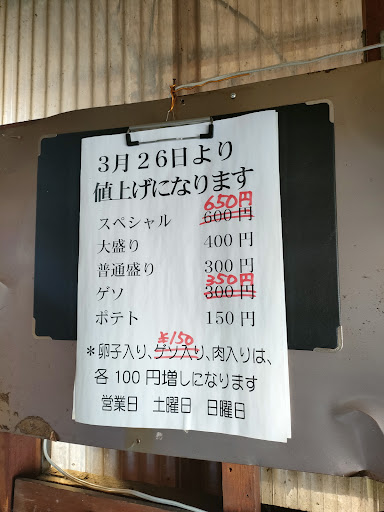 3月26日より
値上げになります
650円
スペシャル 600円
大盛り 400円
普通盛り 300円
350円
ゲソ 300円
ポテト 150円
¥150
*卵子入り、ゲソ入り、肉入りは、
各100円増しになります
営業日 土曜日 日曜日